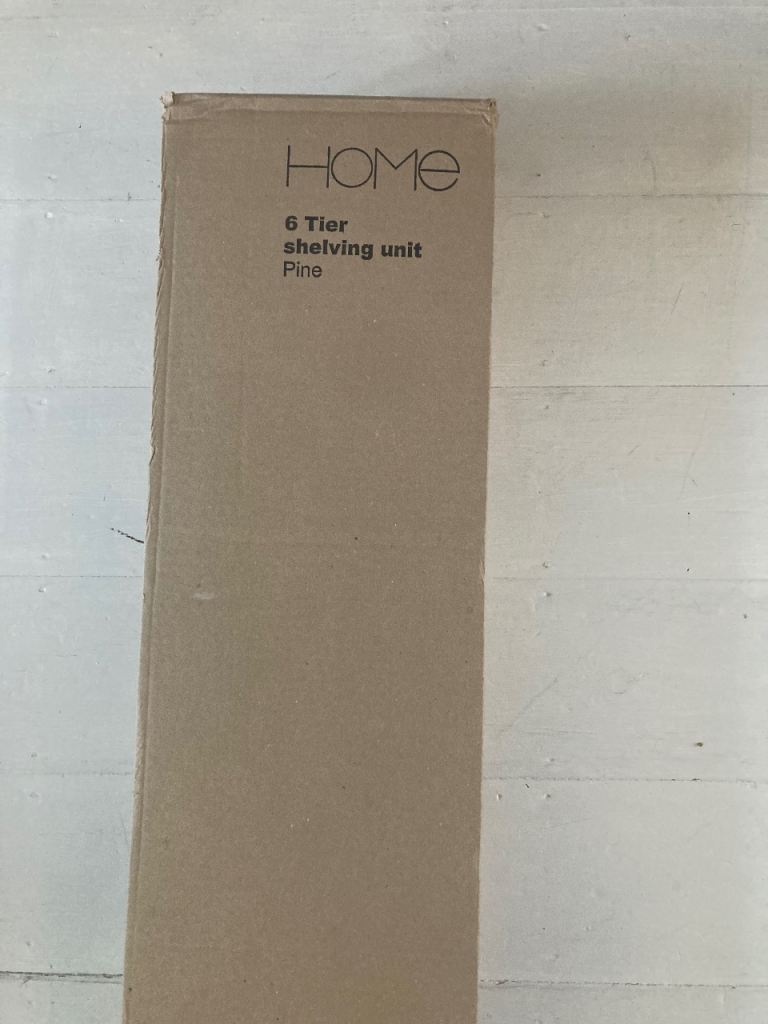 HOMe
6 Tier
shelving unit
Pine